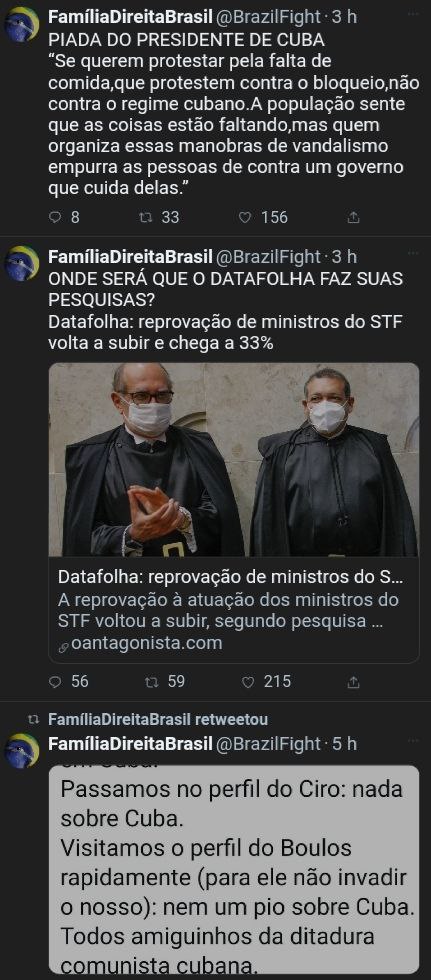 FamíliaDireitaBrasil @BrazilFight · 3 h
PIADA DO PRESIDENTE DE CUBA
“Se querem protestar pela falta de
comida,que protestem contra o bloqueio,não
contra o regime cubano.A população sente
que as coisas estão faltando,mas quem
organiza essas manobras de vandalismo
empurra as pessoas de contra um governo
que cuida delas.”
8 33 156
FamíliaDireitaBrasil @BrazilFight · 3 h
ONDE SERÁ QUE O DATAFOLHA FAZ SUAS
PESQUISAS?
Datafolha: reprovação de ministros do STF
volta a subir e chega a 33%
Datafolha: reprovação de ministros do S...
A reprovação à atuação dos ministros do
STF voltou a subir, segundo pesquisa ...
oantagonista.com
56 59 215
FamíliaDireitaBrasil retweetou
FamíliaDireitaBrasil @BrazilFight · 5 h
em Cuba.
Passamos no perfil do Ciro: nada
sobre Cuba.
Visitamos o perfil do Boulos
rapidamente (para ele não invadir
o nosso): nem um pio sobre Cuba.
Todos amiguinhos da ditadura
comunista cubana.